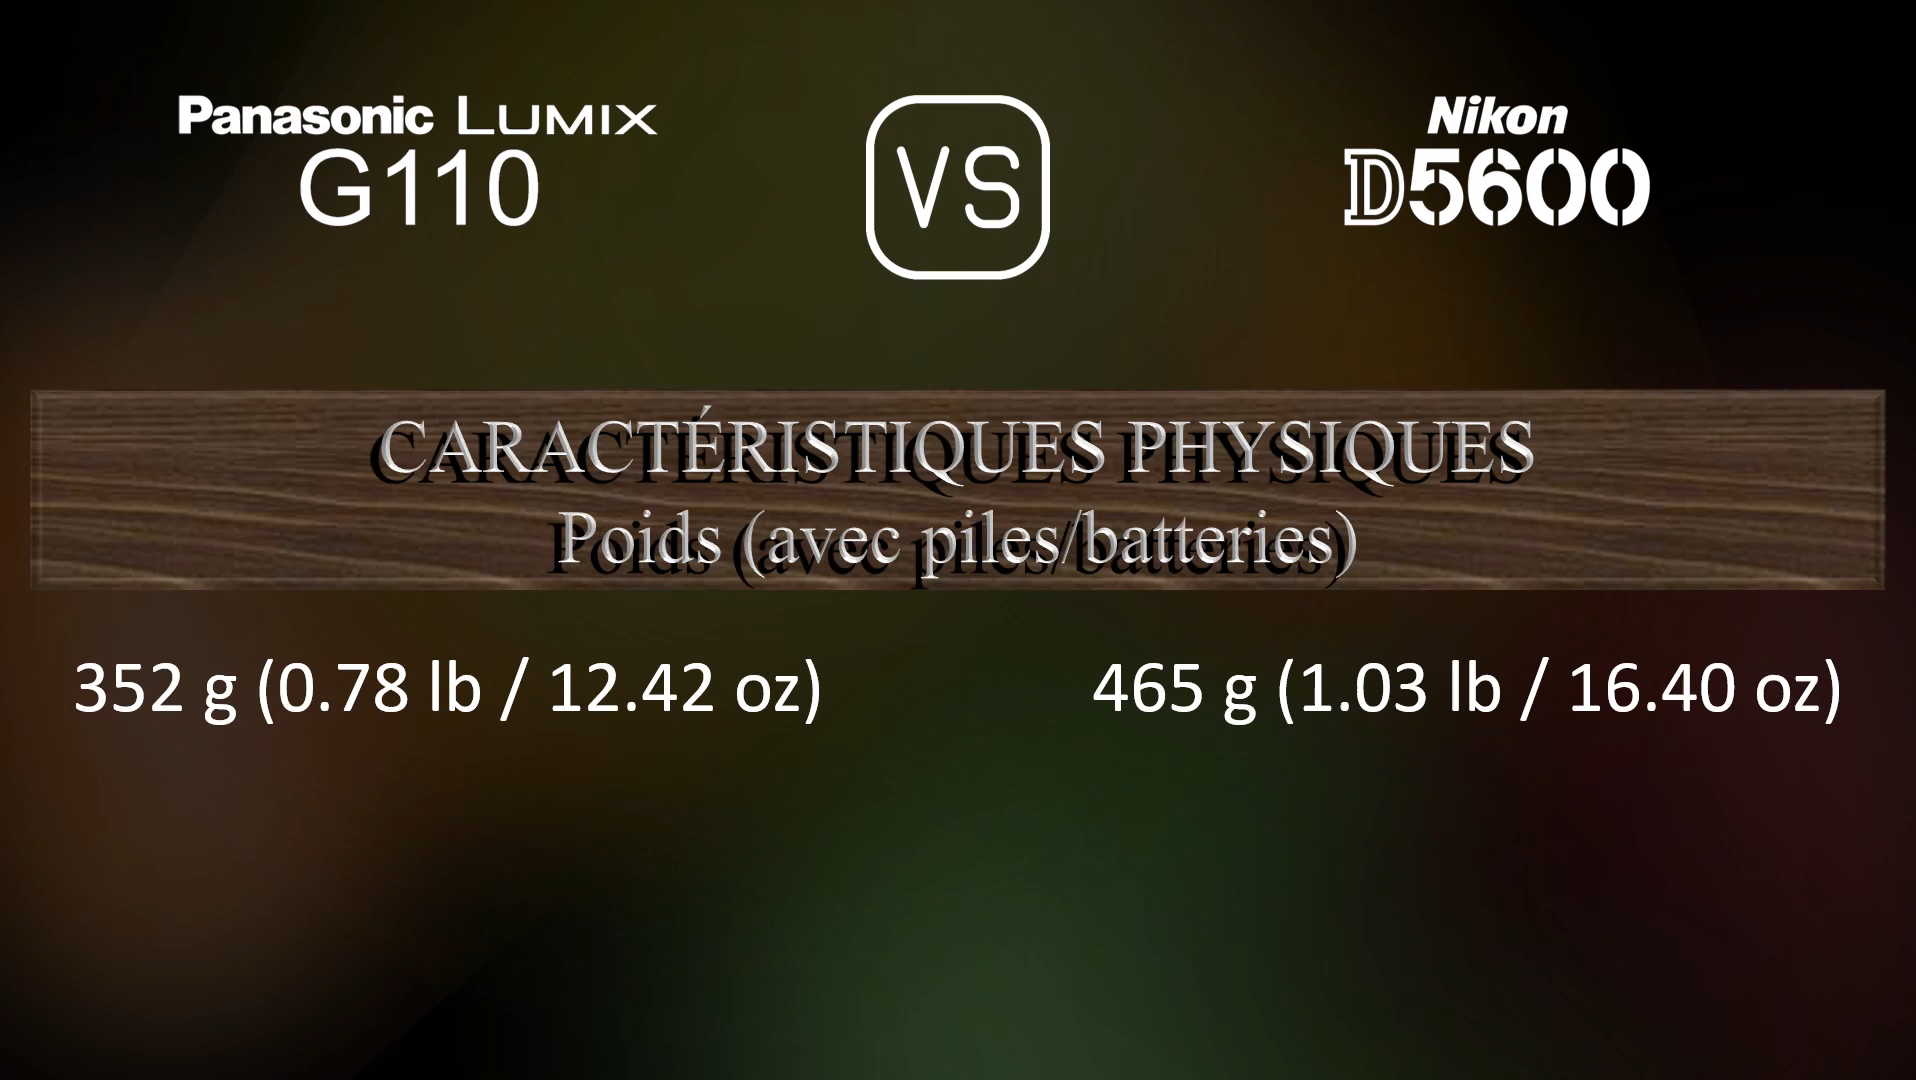 Panasonic LUMIX
G110
VS
Nikon
D5600
CARACTÉRISTIQUES PHYSIQUES
Poids (avec piles/batteries)
352 g (0.78 lb / 12.42 oz)
465 g (1.03 lb / 16.40 oz)